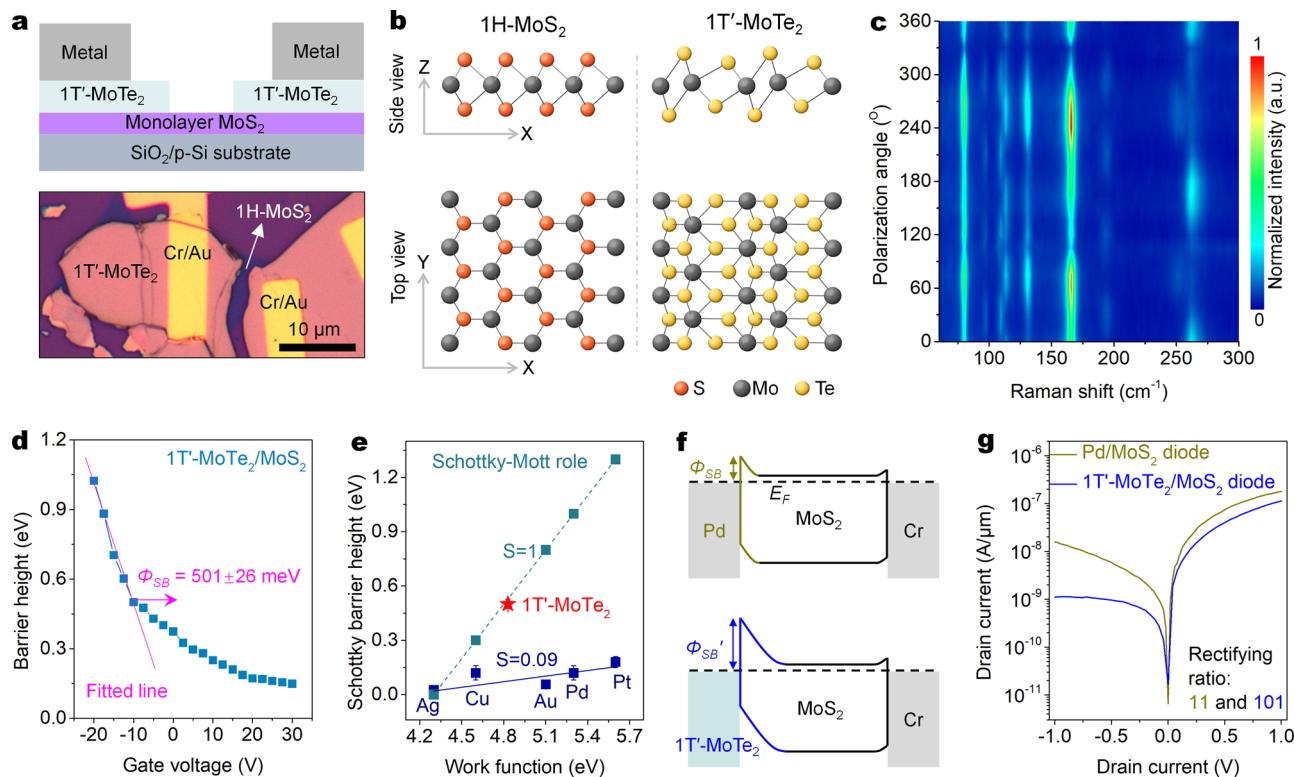 a
Metal
Metal
1T′-MoTe2
1T′-MoTe2
Monolayer MoS2
SiO2/p-Si substrate
1H-MoS2
1T′-MoTe2
Cr/Au
Cr/Au
10 μm
b
1H-MoS2
1T′-MoTe2
Side view
Z
X
Top view
Y
X
S
Mo
Te
c
Polarization angle (°)
360
300
240
180
120
60
0
100
150
200
250
300
Raman shift (cm-1)
1
0
Normalized intensity (a.u.)
d
Barrier height (eV)
1.2
0.9
0.6
0.3
0.0
1T'-MoTe2/MoS2
ΦSB = 501±26 meV
Fitted line
-20
-10
0
10
20
30
Gate voltage (V)
e
Schottky barrier height (eV)
1.2
0.9
0.6
0.3
0.0
Schottky-Mott role
S=1
1T'-MoTe2
S=0.09
Ag
Cu
Au
Pd
Pt
4.2
4.5
4.8
5.1
5.4
5.7
Work function (eV)
f
ΦSB
EF
Pd
MoS2
Cr
ΦSB'
MoS2
1T'-MoTe2
Cr
g
Drain current (A/μm)
10-6
10-7
10-8
10-9
10-10
10-11
Pd/MoS2 diode
1T'-MoTe2/MoS2 diode
Rectifying
ratio:
11 and 101
-1.0
-0.5
0.0
0.5
1.0
Drain current (V)